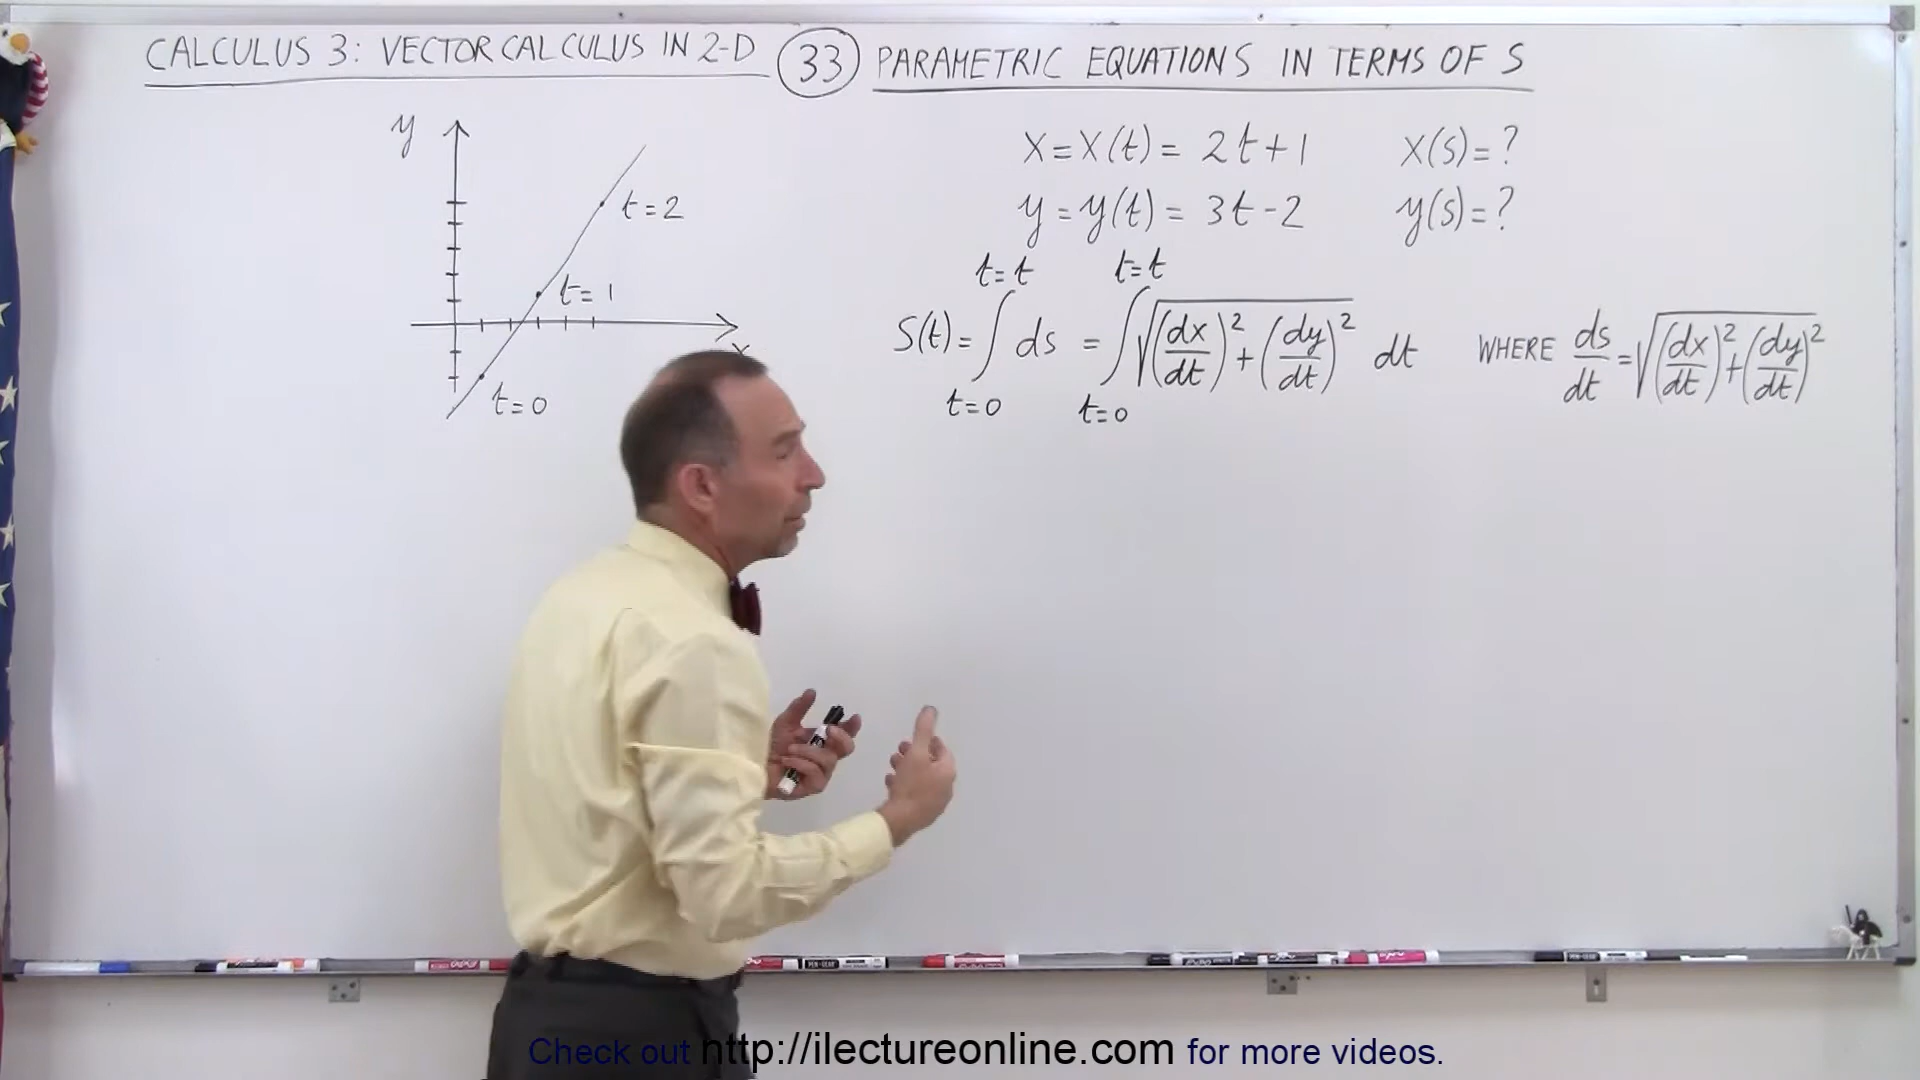 CALCULUS 3: VECTOR CALCULUS IN 2-D (33) PARAMETRIC EQUATIONS IN TERMS OF S
y
t=2
t=1
x
t=0
x=x(t)= 2t+1 x(s)=?
y=y(t)= 3t-2 y(s)=?
t=t t=t
S(t)=∫ds =∫√((dx/dt)²+(dy/dt)²) dt WHERE ds/dt=√((dx/dt)²+(dy/dt)²)
t=0 t=0
Check out http://ilectureonline.com for more videos.